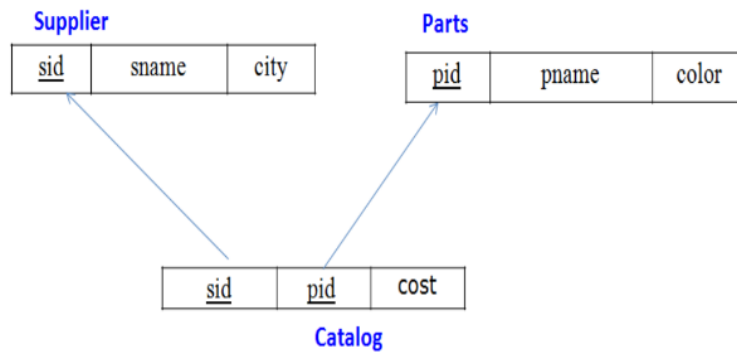 Supplier
Parts
sid sname city
pid pname color
sid pid cost
Catalog